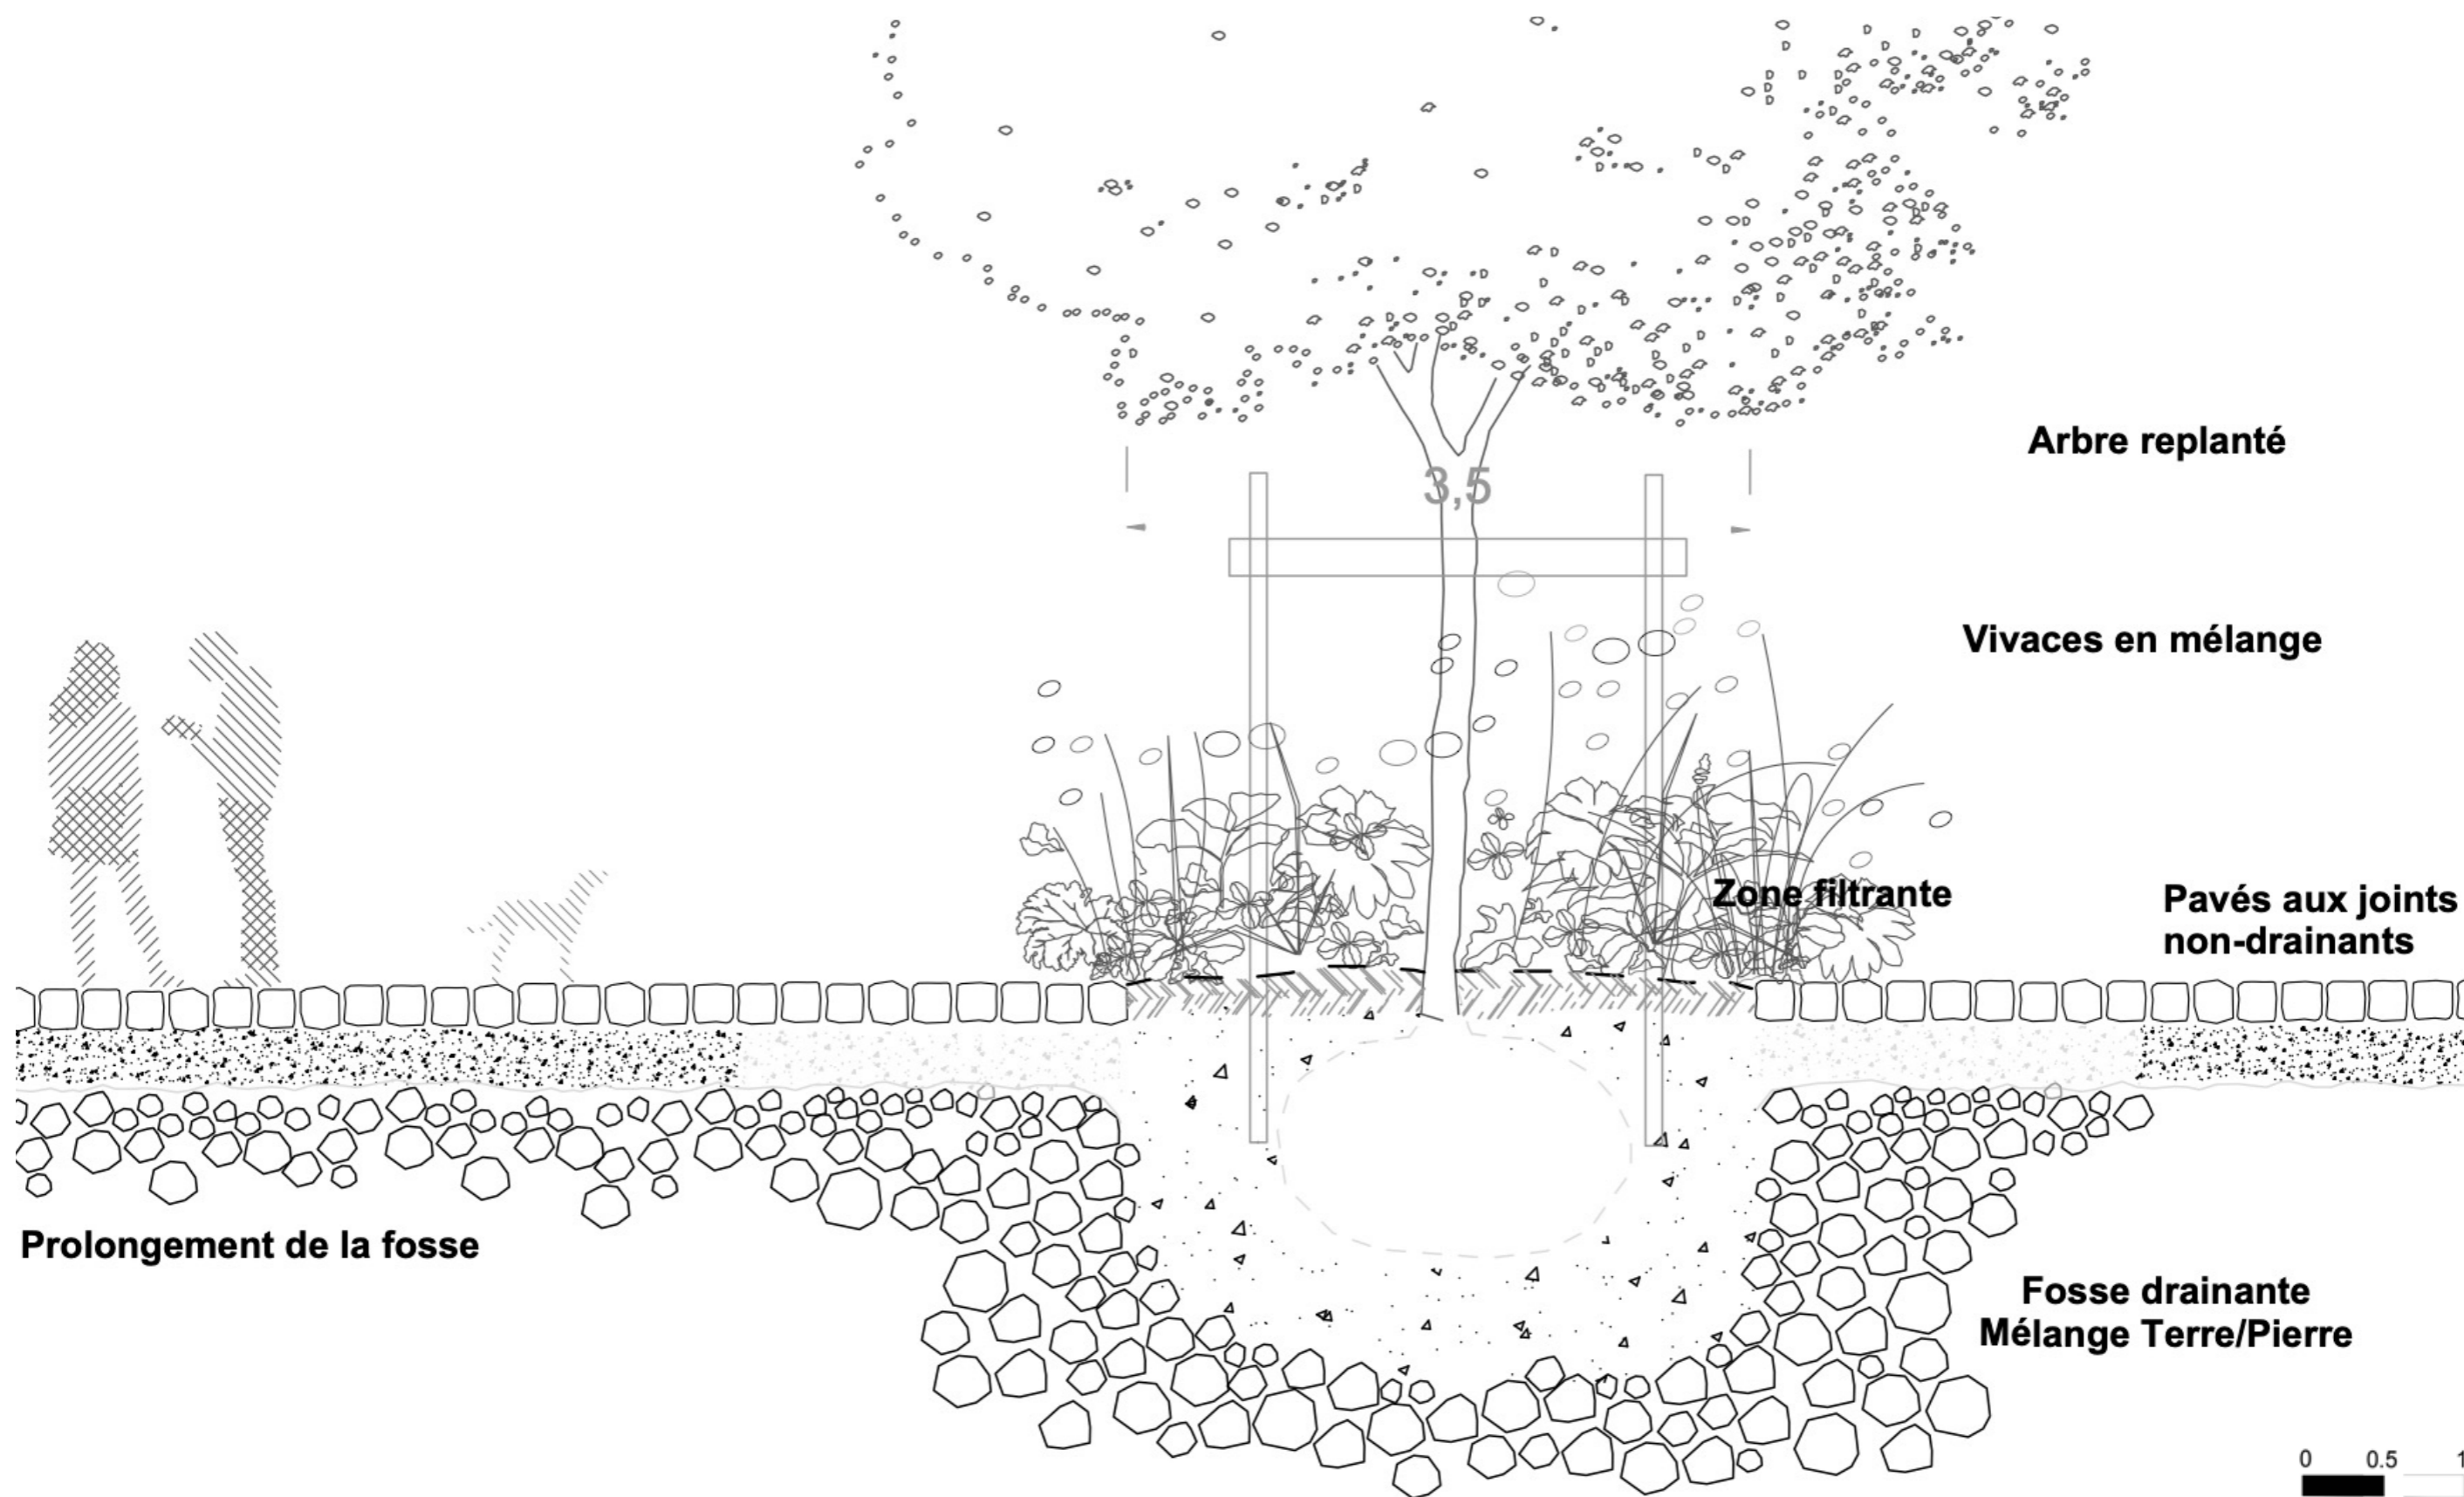 Arbre replanté
3,5
Vivaces en mélange
Zone filtrante
Pavés aux joints
non-drainants
Prolongement de la fosse
Fosse drainante
Mélange Terre/Pierre
0 0.5 1